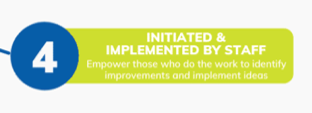 4
INITIATED &
IMPLEMENTED BY STAFF
Empower those who do the work to identify
improvements and implement ideas